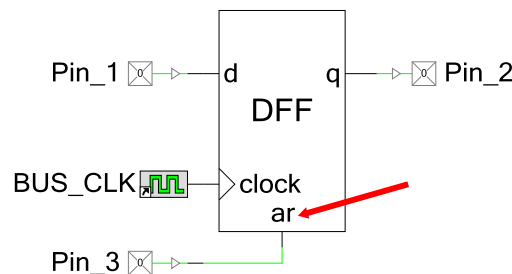 Pin_1
d
q
Pin_2
DFF
BUS_CLK
clock
ar
Pin_3
0
0
0